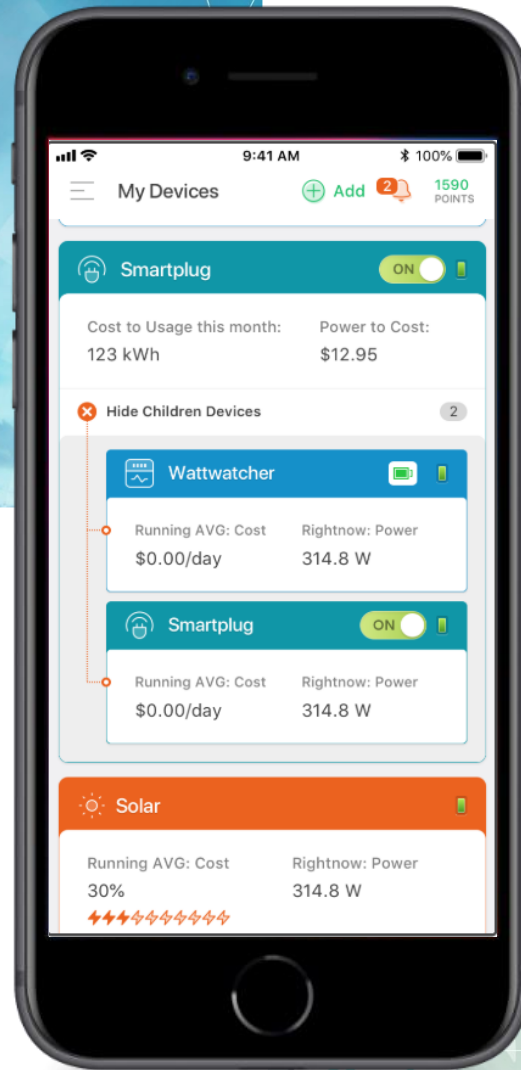 9:41 AM
100%
My Devices
Add
2
1590
POINTS
Smartplug
ON
Cost to Usage this month:
Power to Cost:
123 kWh
$12.95
Hide Children Devices
2
Wattwatcher
Running AVG: Cost
Rightnow: Power
$0.00/day
314.8 W
Smartplug
ON
Running AVG: Cost
Rightnow: Power
$0.00/day
314.8 W
Solar
Running AVG: Cost
Rightnow: Power
30%
314.8 W